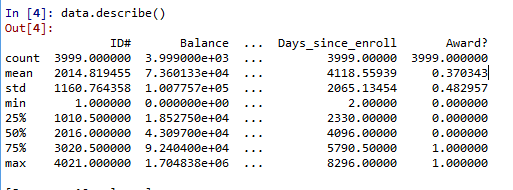 In [4]: data.describe()
Out[4]:
ID# Balance ... Days_since_enroll Award?
count 3999.000000 3.999000e+03 ... 3999.00000 3999.000000
mean 2014.819455 7.360133e+04 ... 4118.55939 0.370343
std 1160.764358 1.007757e+05 ... 2065.13454 0.482957
min 1.000000 0.000000e+00 ... 2.00000 0.000000
25% 1010.500000 1.852750e+04 ... 2330.00000 0.000000
50% 2016.000000 4.309700e+04 ... 4096.00000 0.000000
75% 3020.500000 9.240400e+04 ... 5790.50000 1.000000
max 4021.000000 1.704838e+06 ... 8296.00000 1.000000